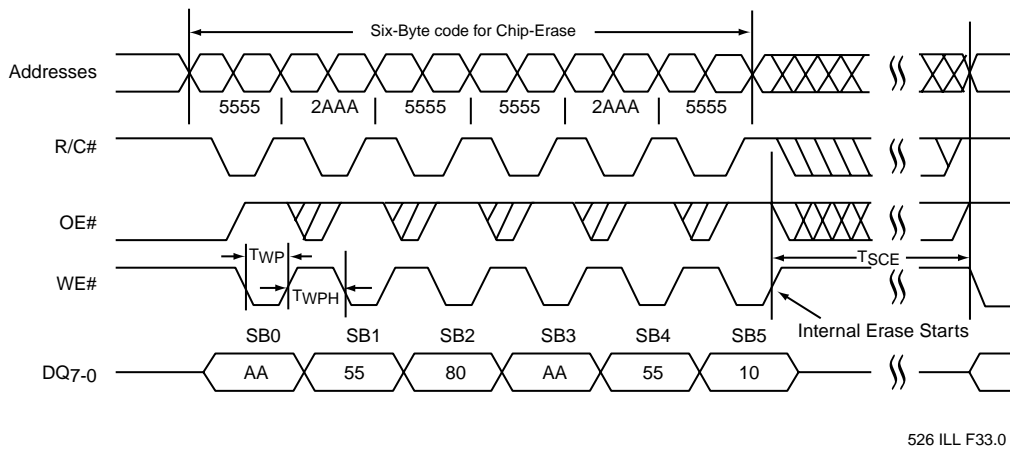 Six-Byte code for Chip-Erase
Addresses
5555 2AAA 5555 5555 2AAA 5555
R/C#
OE#
TWP
TSCE
WE#
TWPH
Internal Erase Starts
SB0 SB1 SB2 SB3 SB4 SB5
DQ7-0
AA 55 80 AA 55 10
526 ILL F33.0